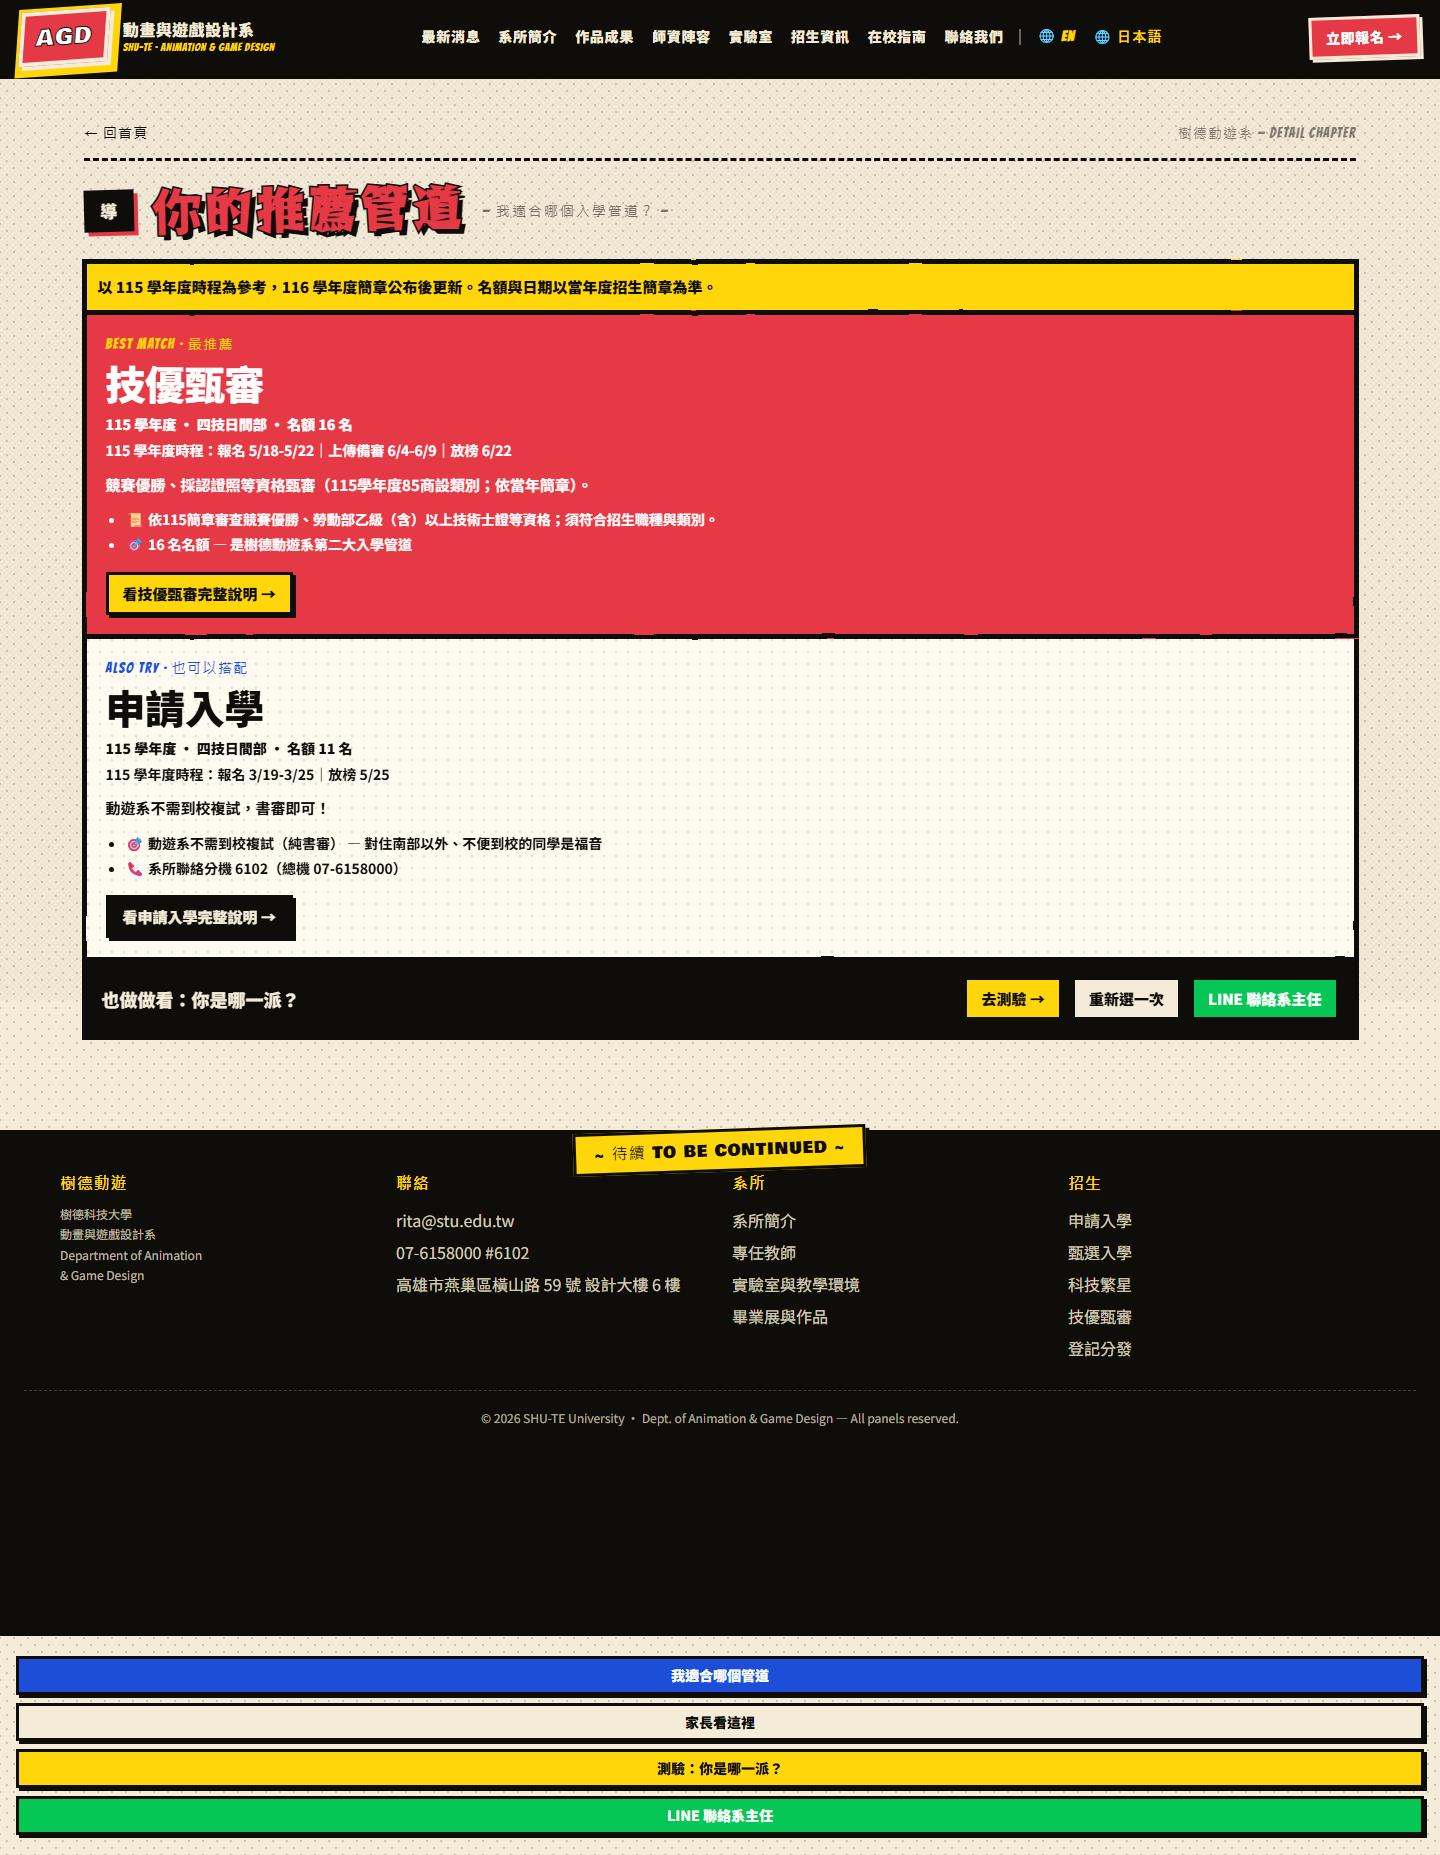 AGD
動畫與遊戲設計系
SHU-TE · ANIMATION & GAME DESIGN
最新消息 系所簡介 作品成果 師資陣容 實驗室 招生資訊 在校指南 聯絡我們 | 🌐 EN 🌐 日本語
立即報名 →
← 回首頁
樹德動遊系 — DETAIL CHAPTER
導
你的推薦管道
— 我適合哪個入學管道？ —
以 115 學年度時程為參考，116 學年度簡章公布後更新。名額與日期以當年度招生簡章為準。
BEST MATCH · 最推薦
技優甄審
115 學年度 · 四技日間部 · 名額 16 名
115 學年度時程：報名 5/18-5/22｜上傳備審 6/4-6/9｜放榜 6/22
競賽優勝、採認證照等資格甄審（115學年度85商設類別；依當年簡章）。
• 📜 依115簡章審查競賽優勝、勞動部乙級（含）以上技術士證等資格；須符合招生職種與類別。
• 🎯 16 名名額 — 是樹德動遊系第二大入學管道
看技優甄審完整說明 →
ALSO TRY · 也可以搭配
申請入學
115 學年度 · 四技日間部 · 名額 11 名
115 學年度時程：報名 3/19-3/25｜放榜 5/25
動遊系不需到校複試，書審即可！
• 🎯 動遊系不需到校複試（純書審） — 對住南部以外、不便到校的同學是福音
• 📞 系所聯絡分機 6102（總機 07-6158000）
看申請入學完整說明 →
也做做看：你是哪一派？
去測驗 →
重新選一次
LINE 聯絡系主任
~ 待續 TO BE CONTINUED ~
樹德動遊
樹德科技大學
動畫與遊戲設計系
Department of Animation
& Game Design
聯絡
rita@stu.edu.tw
07-6158000 #6102
高雄市燕巢區橫山路 59 號 設計大樓 6 樓
系所
系所簡介
專任教師
實驗室與教學環境
畢業展與作品
招生
申請入學
甄選入學
科技繁星
技優甄審
登記分發
© 2026 SHU-TE University · Dept. of Animation & Game Design — All panels reserved.
我適合哪個管道
家長看這裡
測驗：你是哪一派？
LINE 聯絡系主任